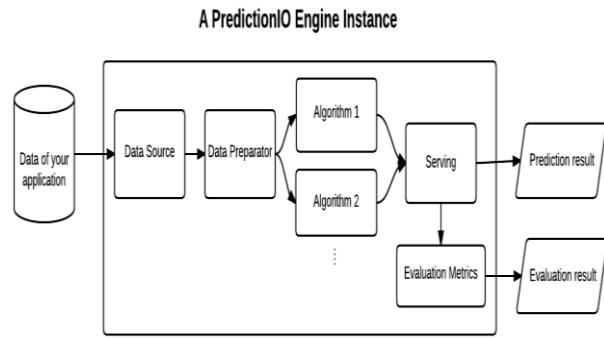 A PredictionIO Engine Instance
Data of your
application
Data Source
Data Preparator
Algorithm 1
Algorithm 2
Serving
Evaluation Metrics
Prediction result
Evaluation result